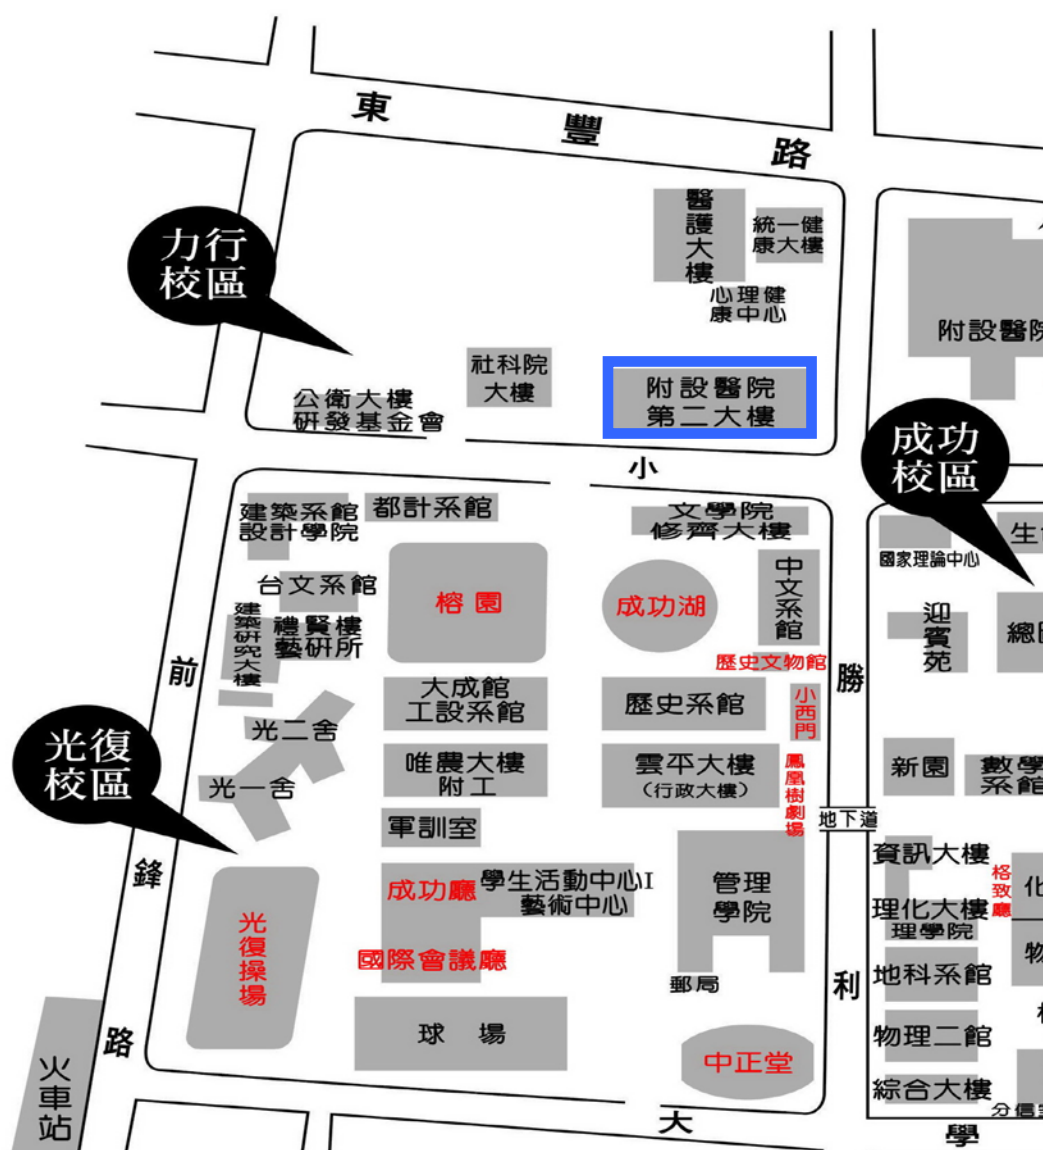 東豐路
力行
校區
醫護大樓
統一健
康大樓
心理健
康中心
附設醫院
社科院
大樓
附設醫院
第二大樓
公衛大樓
研發基金會
成功
校區
小
建築系館
設計學院
都計系館
文學院
修齊大樓
國家理論中心
台文系館
榕園
成功湖
中文系館
建築研究大樓
禮賢樓
藝研所
迎賓苑
前鋒路
歷史文物館
勝利
大成館
工設系館
歷史系館
小西門
光二舍
光復
校區
光一舍
唯農大樓
附工
雲平大樓
(行政大樓)
鳳凰樹劇場
新園
數學
系館
地下道
軍訓室
資訊大樓
格致廳
成功廳
學生活動中心I
藝術中心
管理
學院
理化大樓
理學院
光復操場
國際會議廳
郵局
地科系館
球場
中正堂
物理二館
火車站
綜合大樓
大學